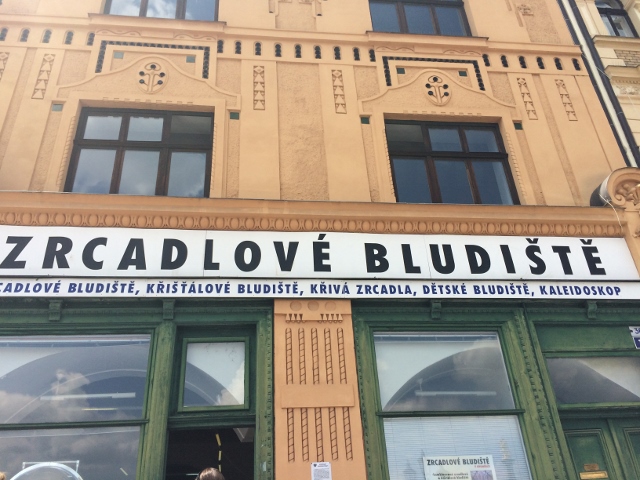 ZRCADLOVÉ BLUDIŠTĚ
CADLOVÉ BLUDIŠTĚ, KŘIŠŤÁLOVÉ BLUDIŠTĚ, KŘIVÁ ZRCADLA, DĚTSKÉ BLUDIŠTĚ, KALEIDOSKOP
ZRCADLOVÉ BLUDIŠTĚ